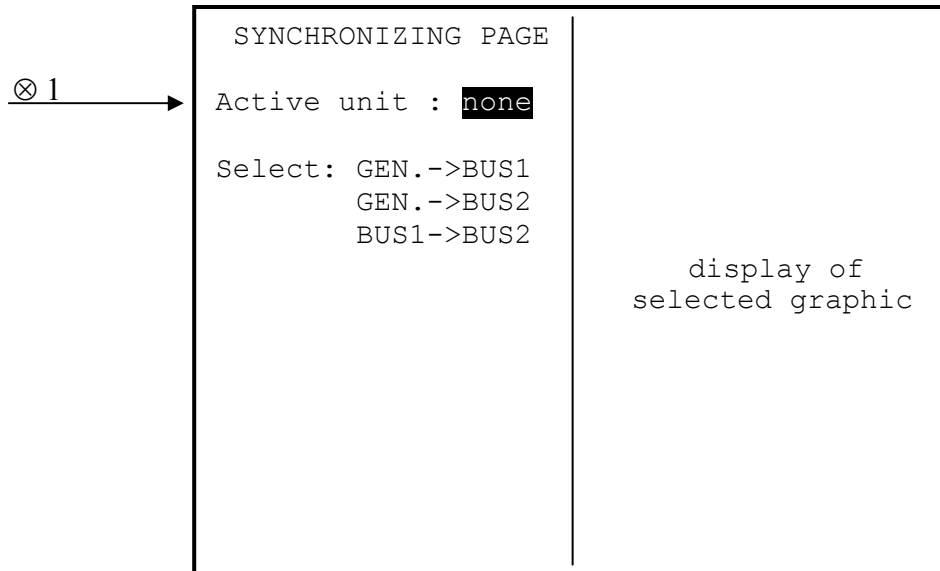 SYNCHRONIZING PAGE
⊗ 1
Active unit : none
Select: GEN.->BUS1
GEN.->BUS2
BUS1->BUS2
display of
selected graphic